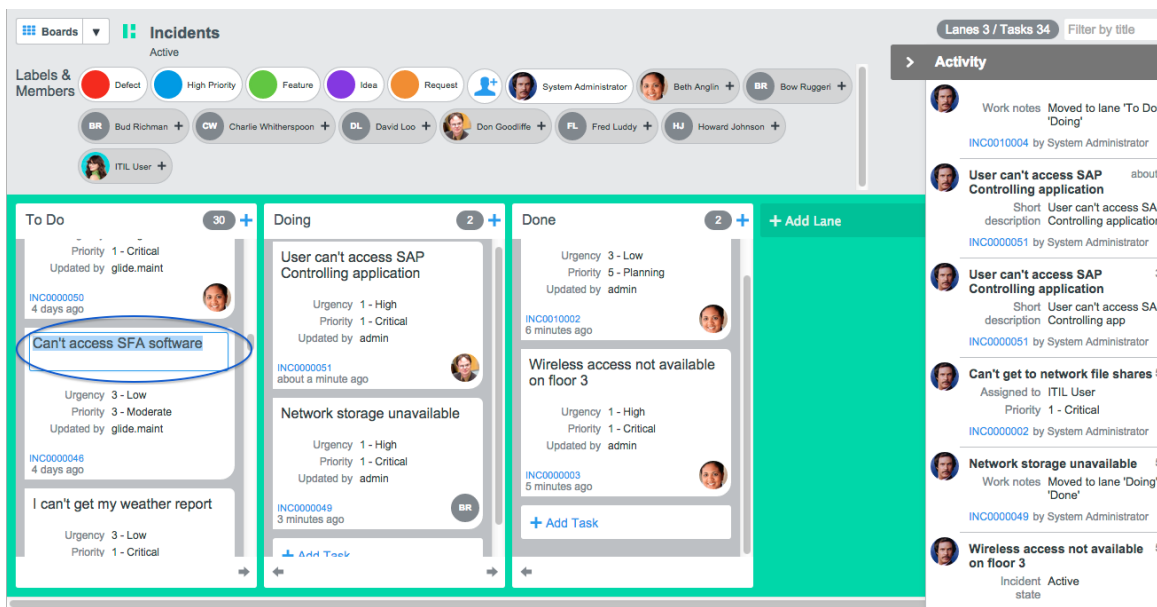 Boards ▼
Incidents
Active
Lanes 3 / Tasks 34
Filter by title
Labels &
Members
Defect
High Priority
Feature
Idea
Request
System Administrator
Beth Anglin +
BR Bow Ruggeri +
BR Bud Richman +
CW Charlie Whitherspoon +
DL David Loo +
Don Goodliffe +
FL Fred Luddy +
HJ Howard Johnson +
ITIL User +
To Do 30 +
Priority 1 - Critical
Updated by glide.maint
INC0000050
4 days ago
Can't access SFA software
Urgency 3 - Low
Priority 3 - Moderate
Updated by glide.maint
INC0000046
4 days ago
I can't get my weather report
Urgency 3 - Low
Priority 1 - Critical
Doing 2 +
User can't access SAP
Controlling application
Urgency 1 - High
Priority 1 - Critical
Updated by admin
INC0000051
about a minute ago
Network storage unavailable
Urgency 1 - High
Priority 1 - Critical
Updated by admin
INC0000049
3 minutes ago
BR
+ Add Task
Done 2 +
Urgency 3 - Low
Priority 5 - Planning
Updated by admin
INC0010002
6 minutes ago
Wireless access not available
on floor 3
Urgency 1 - High
Priority 1 - Critical
Updated by admin
INC0000003
5 minutes ago
+ Add Task
+ Add Lane
Activity
Work notes Moved to lane 'To Do
'Doing'
INC0010004 by System Administrator
User can't access SAP about
Controlling application
Short User can't access SA
description Controlling application
INC0000051 by System Administrator
User can't access SAP
Controlling application
Short User can't access SA
description Controlling app
INC0000051 by System Administrator
Can't get to network file shares
Assigned to ITIL User
Priority 1 - Critical
INC0000002 by System Administrator
Network storage unavailable
Work notes Moved to lane 'Doing'
'Done'
INC0000049 by System Administrator
Wireless access not available
on floor 3
Incident Active
state